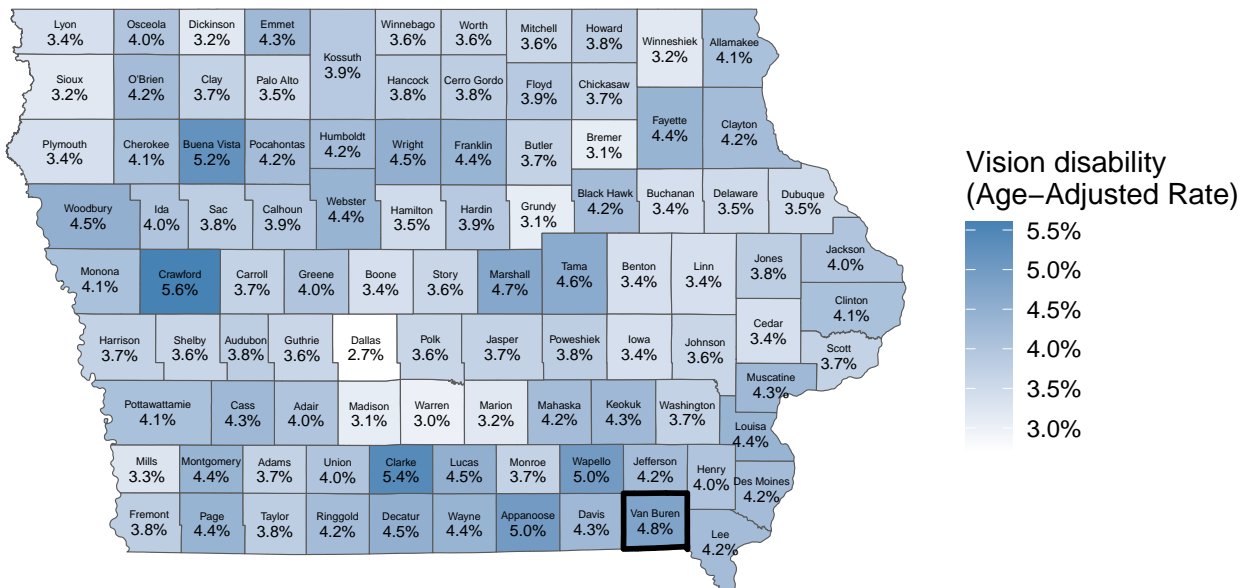 Lyon
3.4%
Osceola
4.0%
Dickinson
3.2%
Emmet
4.3%
Kossuth
3.9%
Winnebago
3.6%
Worth
3.6%
Mitchell
3.6%
Howard
3.8%
Winneshiek
3.2%
Allamakee
4.1%
Sioux
3.2%
O'Brien
4.2%
Clay
3.7%
Palo Alto
3.5%
Hancock
3.8%
Cerro Gordo
3.8%
Floyd
3.9%
Chickasaw
3.7%
Fayette
4.4%
Clayton
4.2%
Plymouth
3.4%
Cherokee
4.1%
Buena Vista
5.2%
Pocahontas
4.2%
Humboldt
4.2%
Wright
4.5%
Franklin
4.4%
Butler
3.7%
Bremer
3.1%
Woodbury
4.5%
Ida
4.0%
Sac
3.8%
Calhoun
3.9%
Webster
4.4%
Hamilton
3.5%
Hardin
3.9%
Grundy
3.1%
Black Hawk
4.2%
Buchanan
3.4%
Delaware
3.5%
Dubuque
3.5%
Monona
4.1%
Crawford
5.6%
Carroll
3.7%
Greene
4.0%
Boone
3.4%
Story
3.6%
Marshall
4.7%
Tama
4.6%
Benton
3.4%
Linn
3.4%
Jones
3.8%
Jackson
4.0%
Clinton
4.1%
Harrison
3.7%
Shelby
3.6%
Audubon
3.8%
Guthrie
3.6%
Dallas
2.7%
Polk
3.6%
Jasper
3.7%
Poweshiek
3.8%
Iowa
3.4%
Johnson
3.6%
Cedar
3.4%
Scott
3.7%
Muscatine
4.3%
Pottawattamie
4.1%
Cass
4.3%
Adair
4.0%
Madison
3.1%
Warren
3.0%
Marion
3.2%
Mahaska
4.2%
Keokuk
4.3%
Washington
3.7%
Louisa
4.4%
Mills
3.3%
Montgomery
4.4%
Adams
3.7%
Union
4.0%
Clarke
5.4%
Lucas
4.5%
Monroe
3.7%
Wapello
5.0%
Jefferson
4.2%
Henry
4.0%
Des Moines
4.2%
Fremont
3.8%
Page
4.4%
Taylor
3.8%
Ringgold
4.2%
Decatur
4.5%
Wayne
4.4%
Appanoose
5.0%
Davis
4.3%
Van Buren
4.8%
Lee
4.2%
Vision disability
(Age−Adjusted Rate)
5.5%
5.0%
4.5%
4.0%
3.5%
3.0%